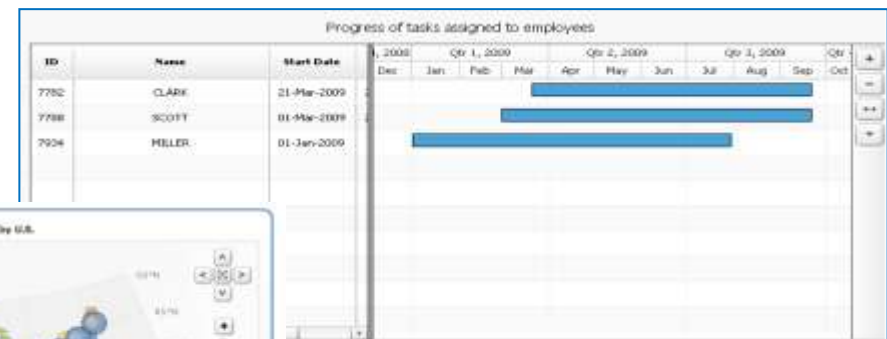 Progress of tasks assigned to employees
ID Name Start Date , 2008 Qtr 1, 2009 Qtr 2, 2009 Qtr 3, 2009 Qtr
Dec Jan Feb Mar Apr May Jun Jul Aug Sep Oct
7782 CLARK 21-Mar-2009
7788 SCOTT 01-Mar-2009
7934 MILLER 01-Jan-2009
by U.S.